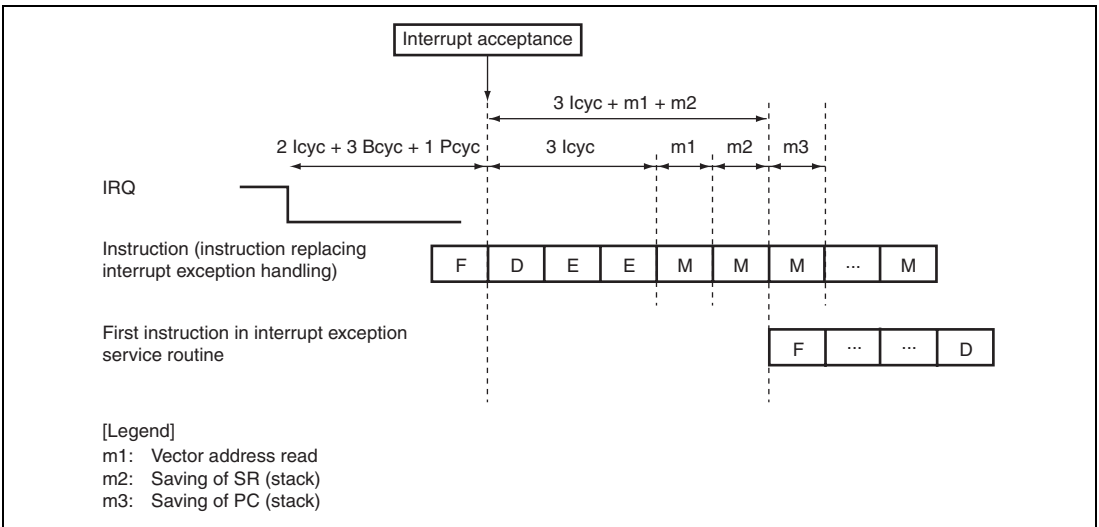 Interrupt acceptance
3 Icyc + m1 + m2
2 Icyc + 3 Bcyc + 1 Pcyc 3 Icyc m1 m2 m3
IRQ
Instruction (instruction replacing
interrupt exception handling)
F D E E M M M ... M
First instruction in interrupt exception
service routine
F ... ... D
[Legend]
m1: Vector address read
m2: Saving of SR (stack)
m3: Saving of PC (stack)